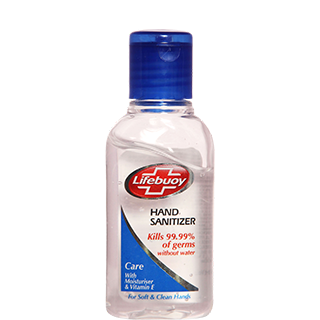 Lifebuoy
HAND
SANITIZER
Kills 99.99%
of germs
without water
Care
With
Moisturiser
& Vitamin E
For Soft & Clean Hands